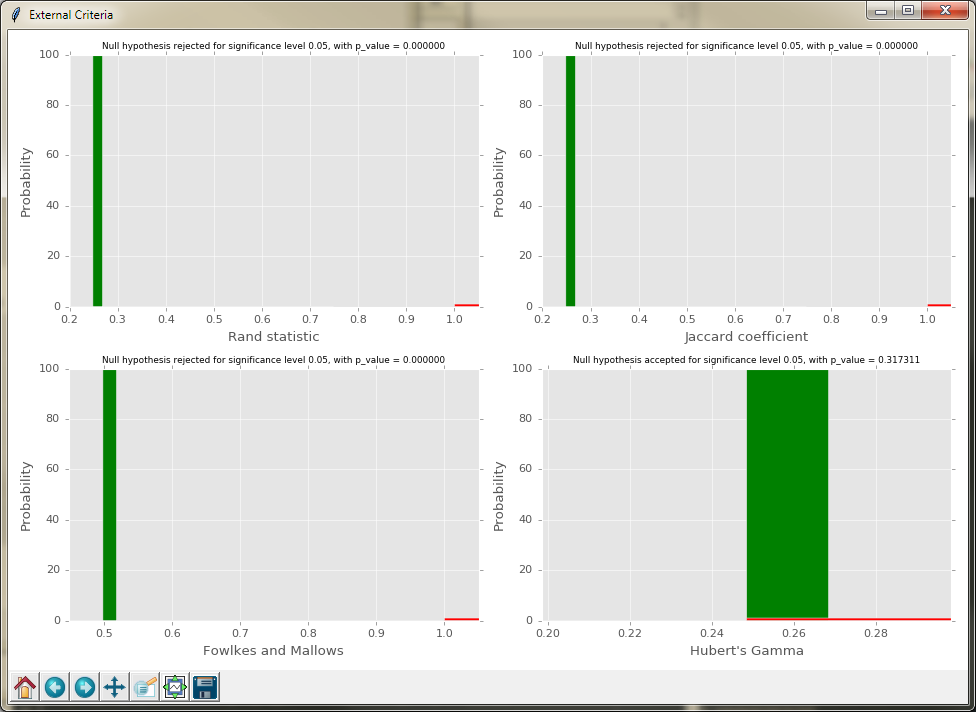 External Criteria
Null hypothesis rejected for significance level 0.05, with p_value = 0.000000
100
80
60
40
20
0
Probability
0.2 0.3 0.4 0.5 0.6 0.7 0.8 0.9 1.0
Rand statistic
Null hypothesis rejected for significance level 0.05, with p_value = 0.000000
100
80
60
40
20
0
Probability
0.2 0.3 0.4 0.5 0.6 0.7 0.8 0.9 1.0
Jaccard coefficient
Null hypothesis rejected for significance level 0.05, with p_value = 0.000000
100
80
60
40
20
0
Probability
0.5 0.6 0.7 0.8 0.9 1.0
Fowlkes and Mallows
Null hypothesis accepted for significance level 0.05, with p_value = 0.317311
100
80
60
40
20
0
Probability
0.20 0.22 0.24 0.26 0.28
Hubert's Gamma